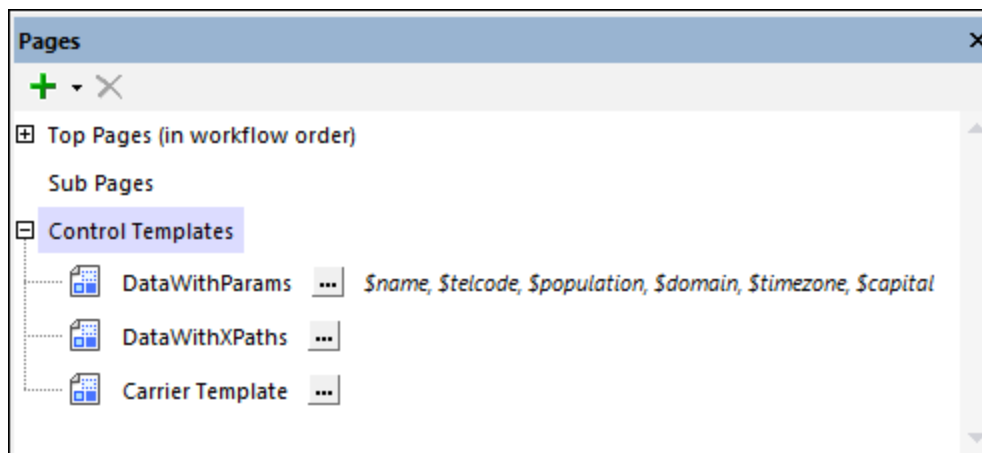 Pages
Top Pages (in workflow order)
Sub Pages
Control Templates
DataWithParams ... $name, $telcode, $population, $domain, $timezone, $capital
DataWithXPaths ...
Carrier Template ...